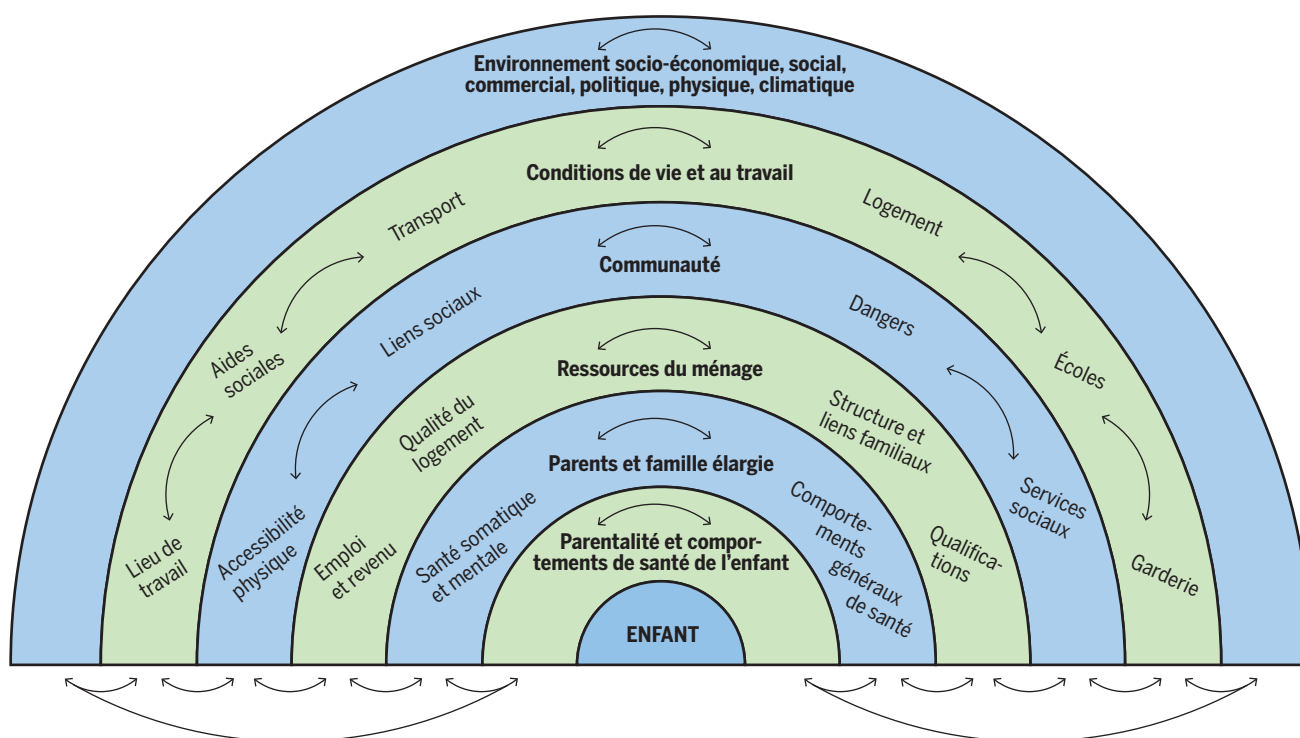 Environnement socio-économique, social,
commercial, politique, physique, climatique
Conditions de vie et au travail
Transport
Logement
Aides
sociales
Écoles
Lieu de
travail
Garderie
Communauté
Liens sociaux
Dangers
Accessibilité
physique
Services
sociaux
Ressources du ménage
Qualité du
logement
Structure et
liens familiaux
Emploi
et revenu
Qualifica-
tions
Parents et famille élargie
Santé somatique
et mentale
Comporte-
ments
généraux
de santé
Parentalité et compor-
tements de santé de l’enfant
ENFANT